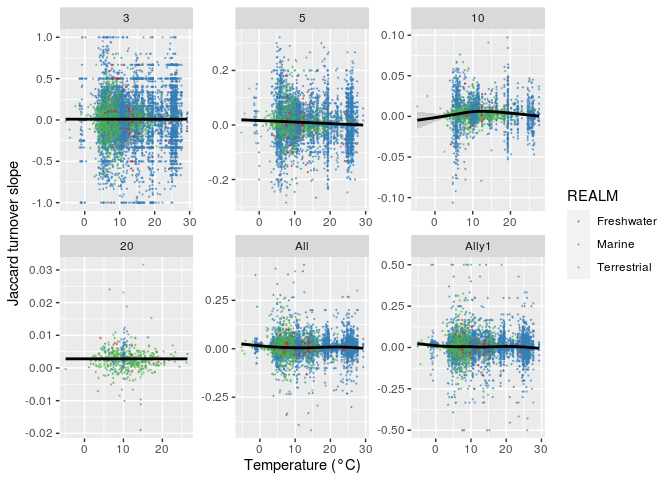 3 5 10
1.0 0.5 0.0 -0.5 -1.0
0.2 0.0 -0.2
0.10 0.05 0.00 -0.05 -0.10
0 10 20 30 0 10 20 30 0 10 20
20 All Ally1
0.03 0.02 0.01 0.00 -0.01 -0.02
0.25 0.00 -0.25
0.50 0.25 0.00 -0.25 -0.50
0 10 20 0 10 20 30 0 10 20 30
Jaccard turnover slope
Temperature (°C)
REALM
Freshwater
Marine
Terrestrial